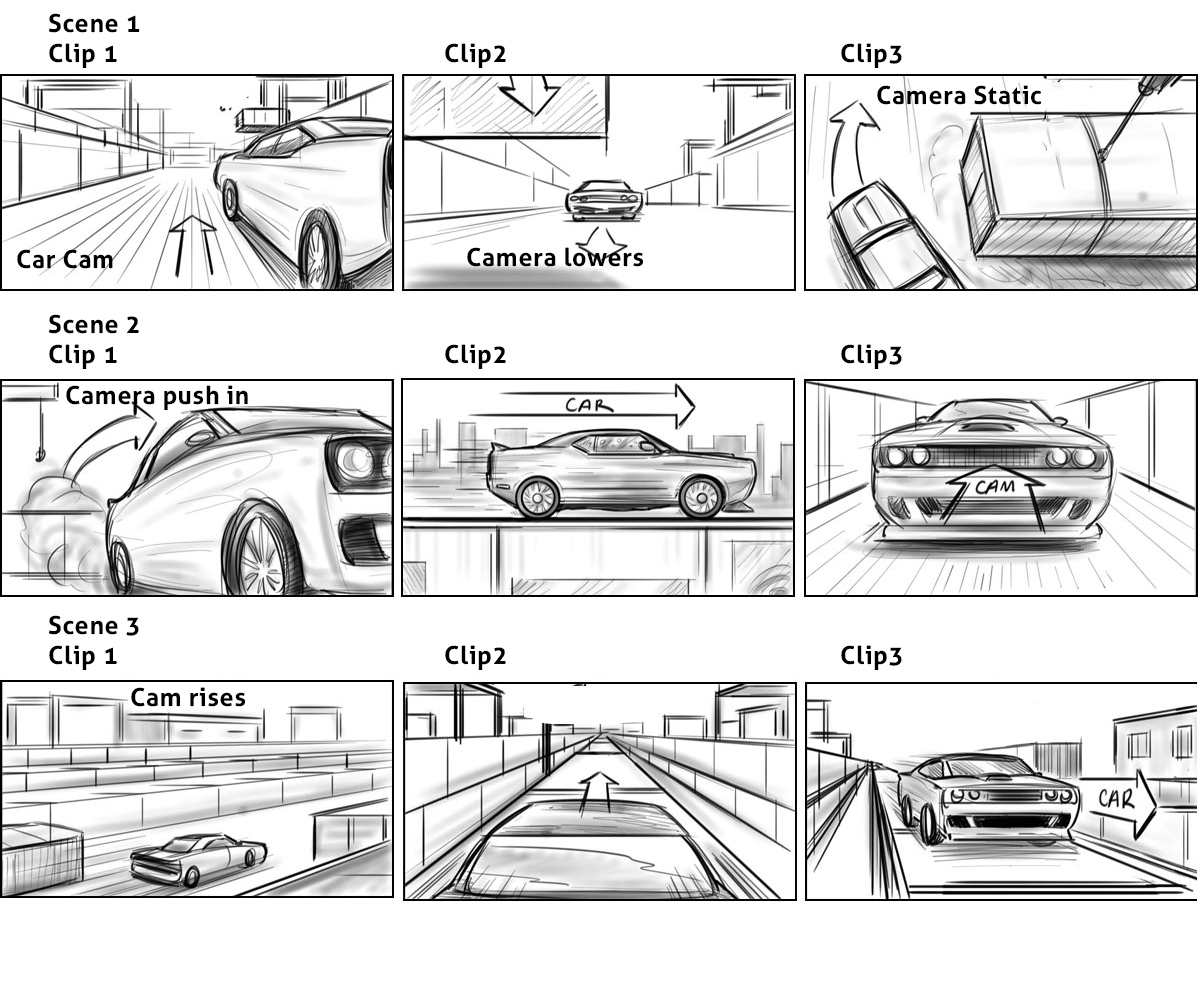 Scene 1
Clip 1
Clip2
Clip3
Car Cam
Camera lowers
Camera Static
Scene 2
Clip 1
Clip2
Clip3
Camera push in
CAR
CAM
Scene 3
Clip 1
Clip2
Clip3
Cam rises
CAR